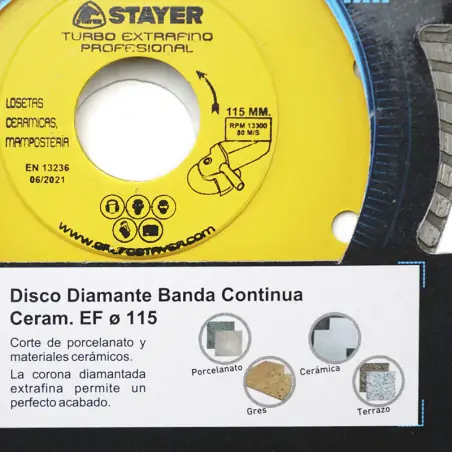 STAYER
TURBO EXTRAFINO
PROFESIONAL
LOSETAS
CERAMICAS,
MAMPOSTERIA
115 MM.
RPM 13300
80 M/S
EN 13236
06/2021
Disco Diamante Banda Continua
Ceram. EF ø 115
Corte de porcelanato y
materiales cerámicos.
La corona diamantada
extrafina permite un
perfecto acabado.
Porcelanato
Cerámica
Gres
Terrazo